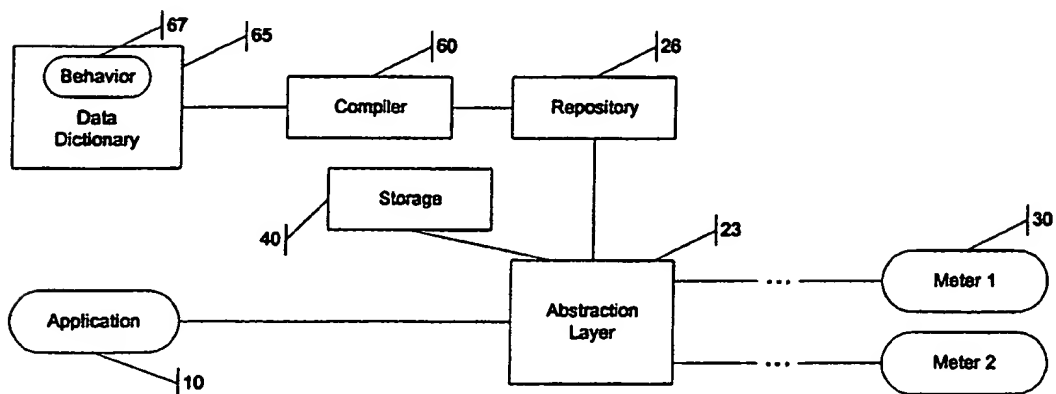 67
65
60
26
Behavior
Data
Dictionary
Compiler
Repository
Storage
40
23
30
Application
10
Abstraction
Layer
...
Meter 1
...
Meter 2